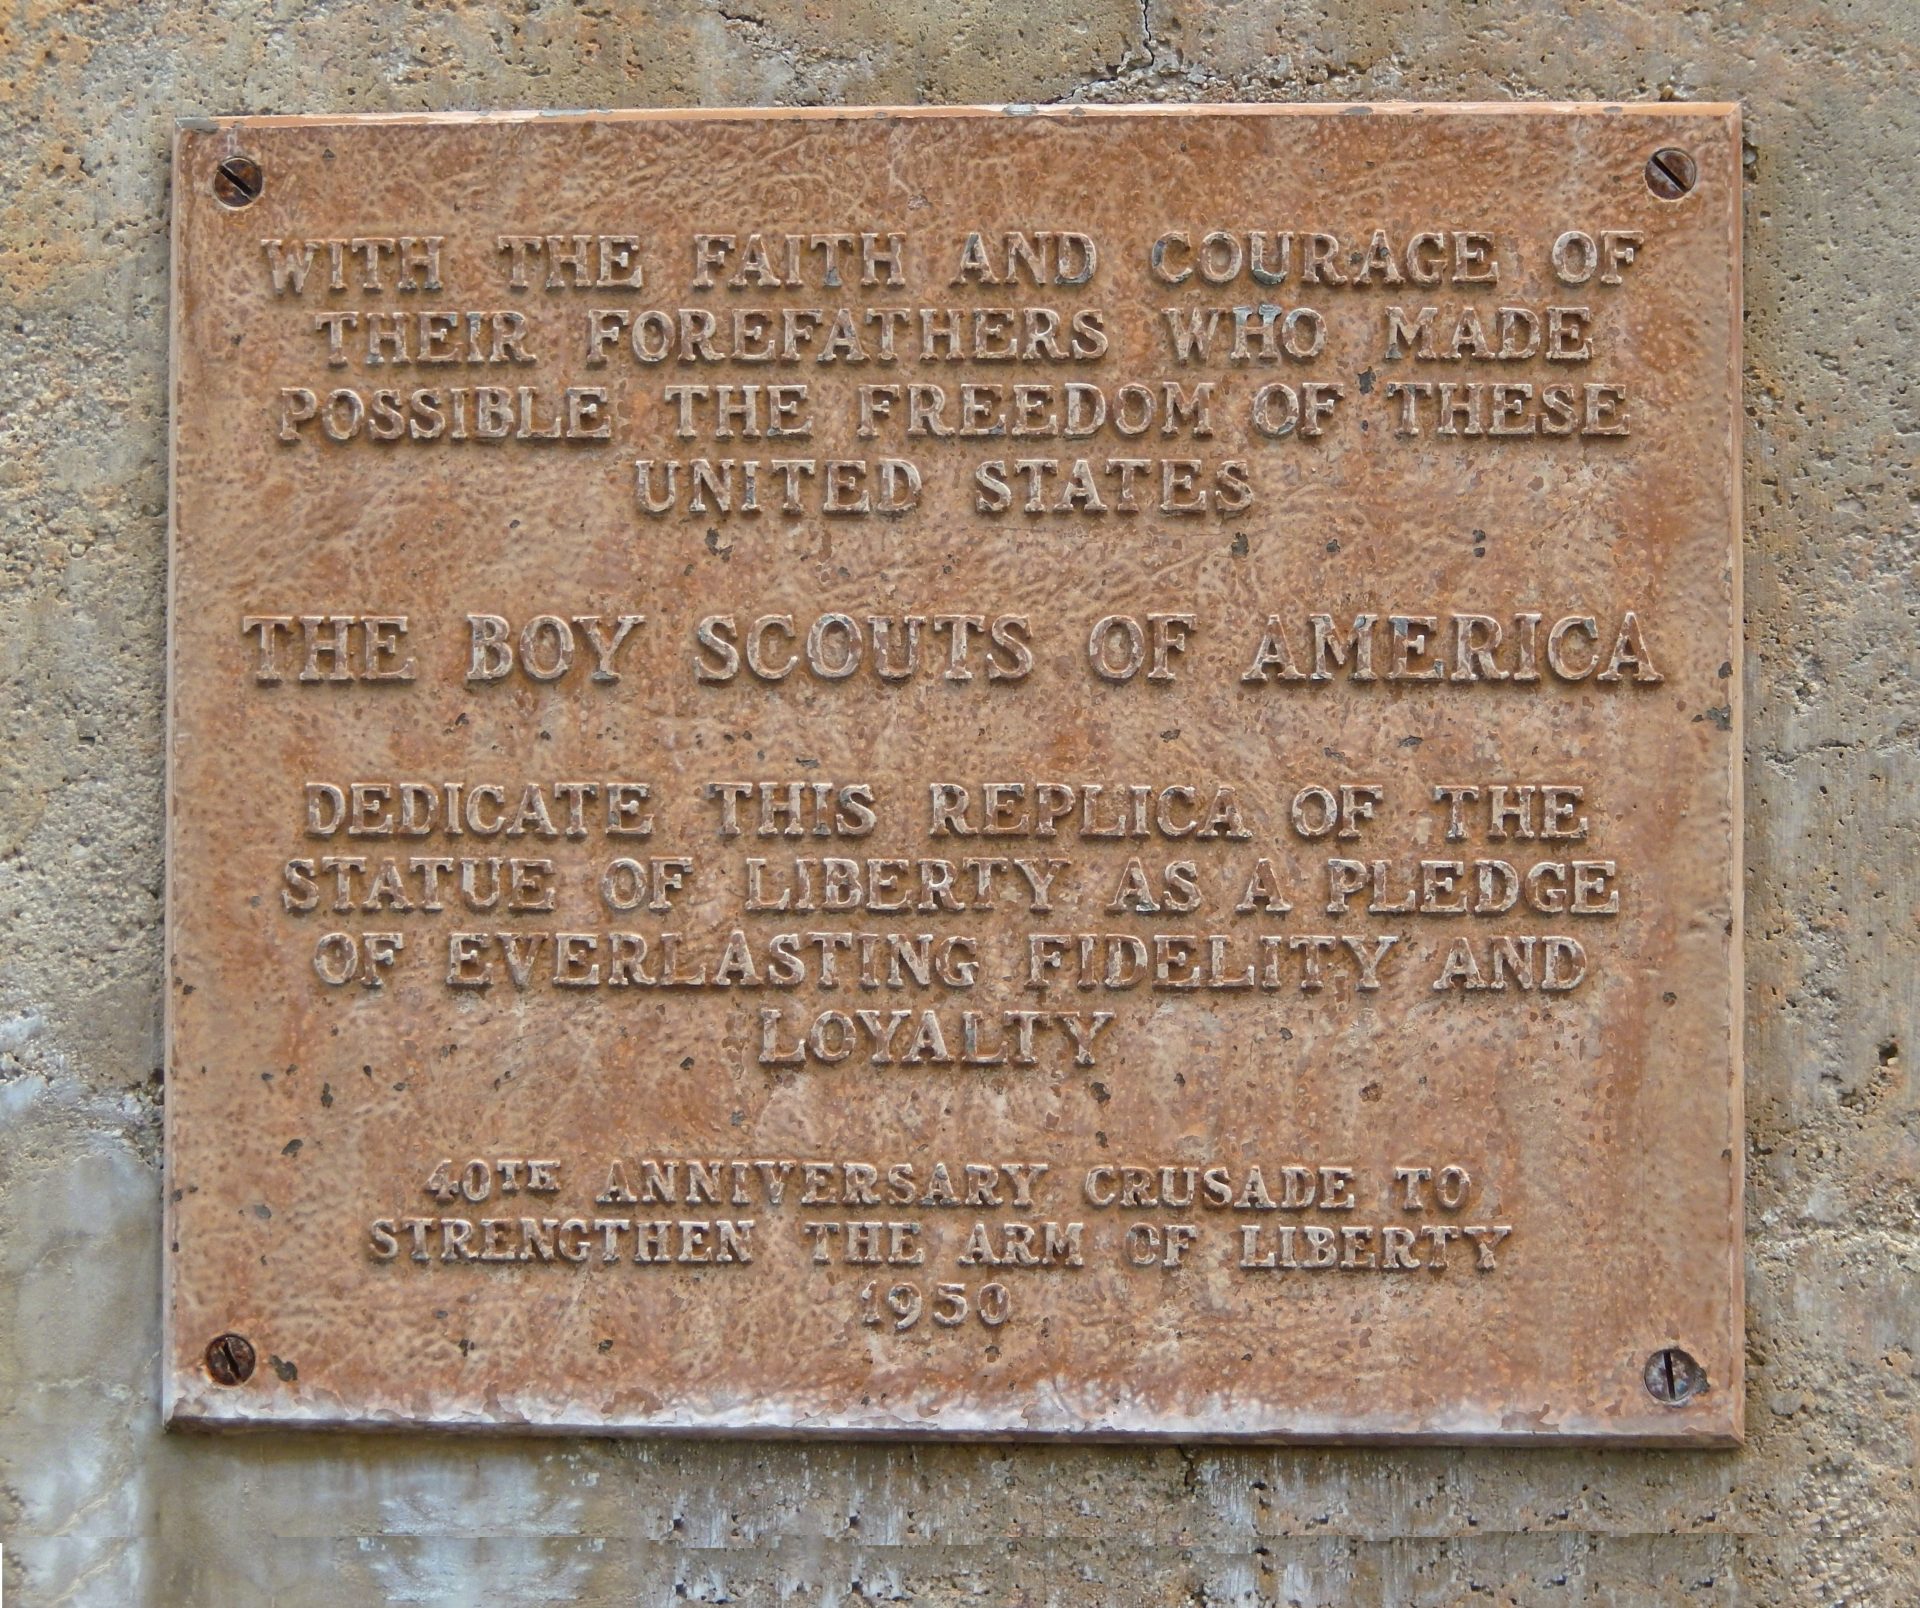 WITH THE FAITH AND COURAGE OF
THEIR FOREFATHERS WHO MADE
POSSIBLE THE FREEDOM OF THESE
UNITED STATES
THE BOY SCOUTS OF AMERICA
DEDICATE THIS REPLICA OF THE
STATUE OF LIBERTY AS A PLEDGE
OF EVERLASTING FIDELITY AND
LOYALTY
40TH ANNIVERSARY CRUSADE TO
STRENGTHEN THE ARM OF LIBERTY
1950